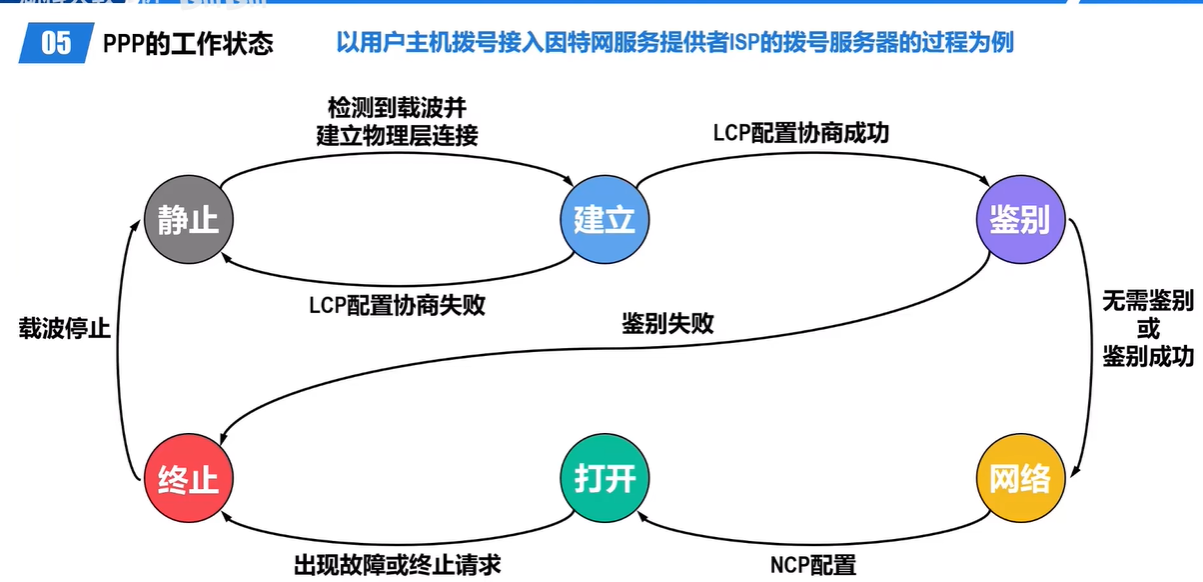 05
PPP的工作状态
以用户主机拨号接入因特网服务提供者ISP的拨号服务器的过程为例
检测到载波并
建立物理层连接
LCP配置协商成功
静止
建立
鉴别
LCP配置协商失败
鉴别失败
载波停止
无需鉴别
或
鉴别成功
终止
打开
网络
出现故障或终止请求
NCP配置